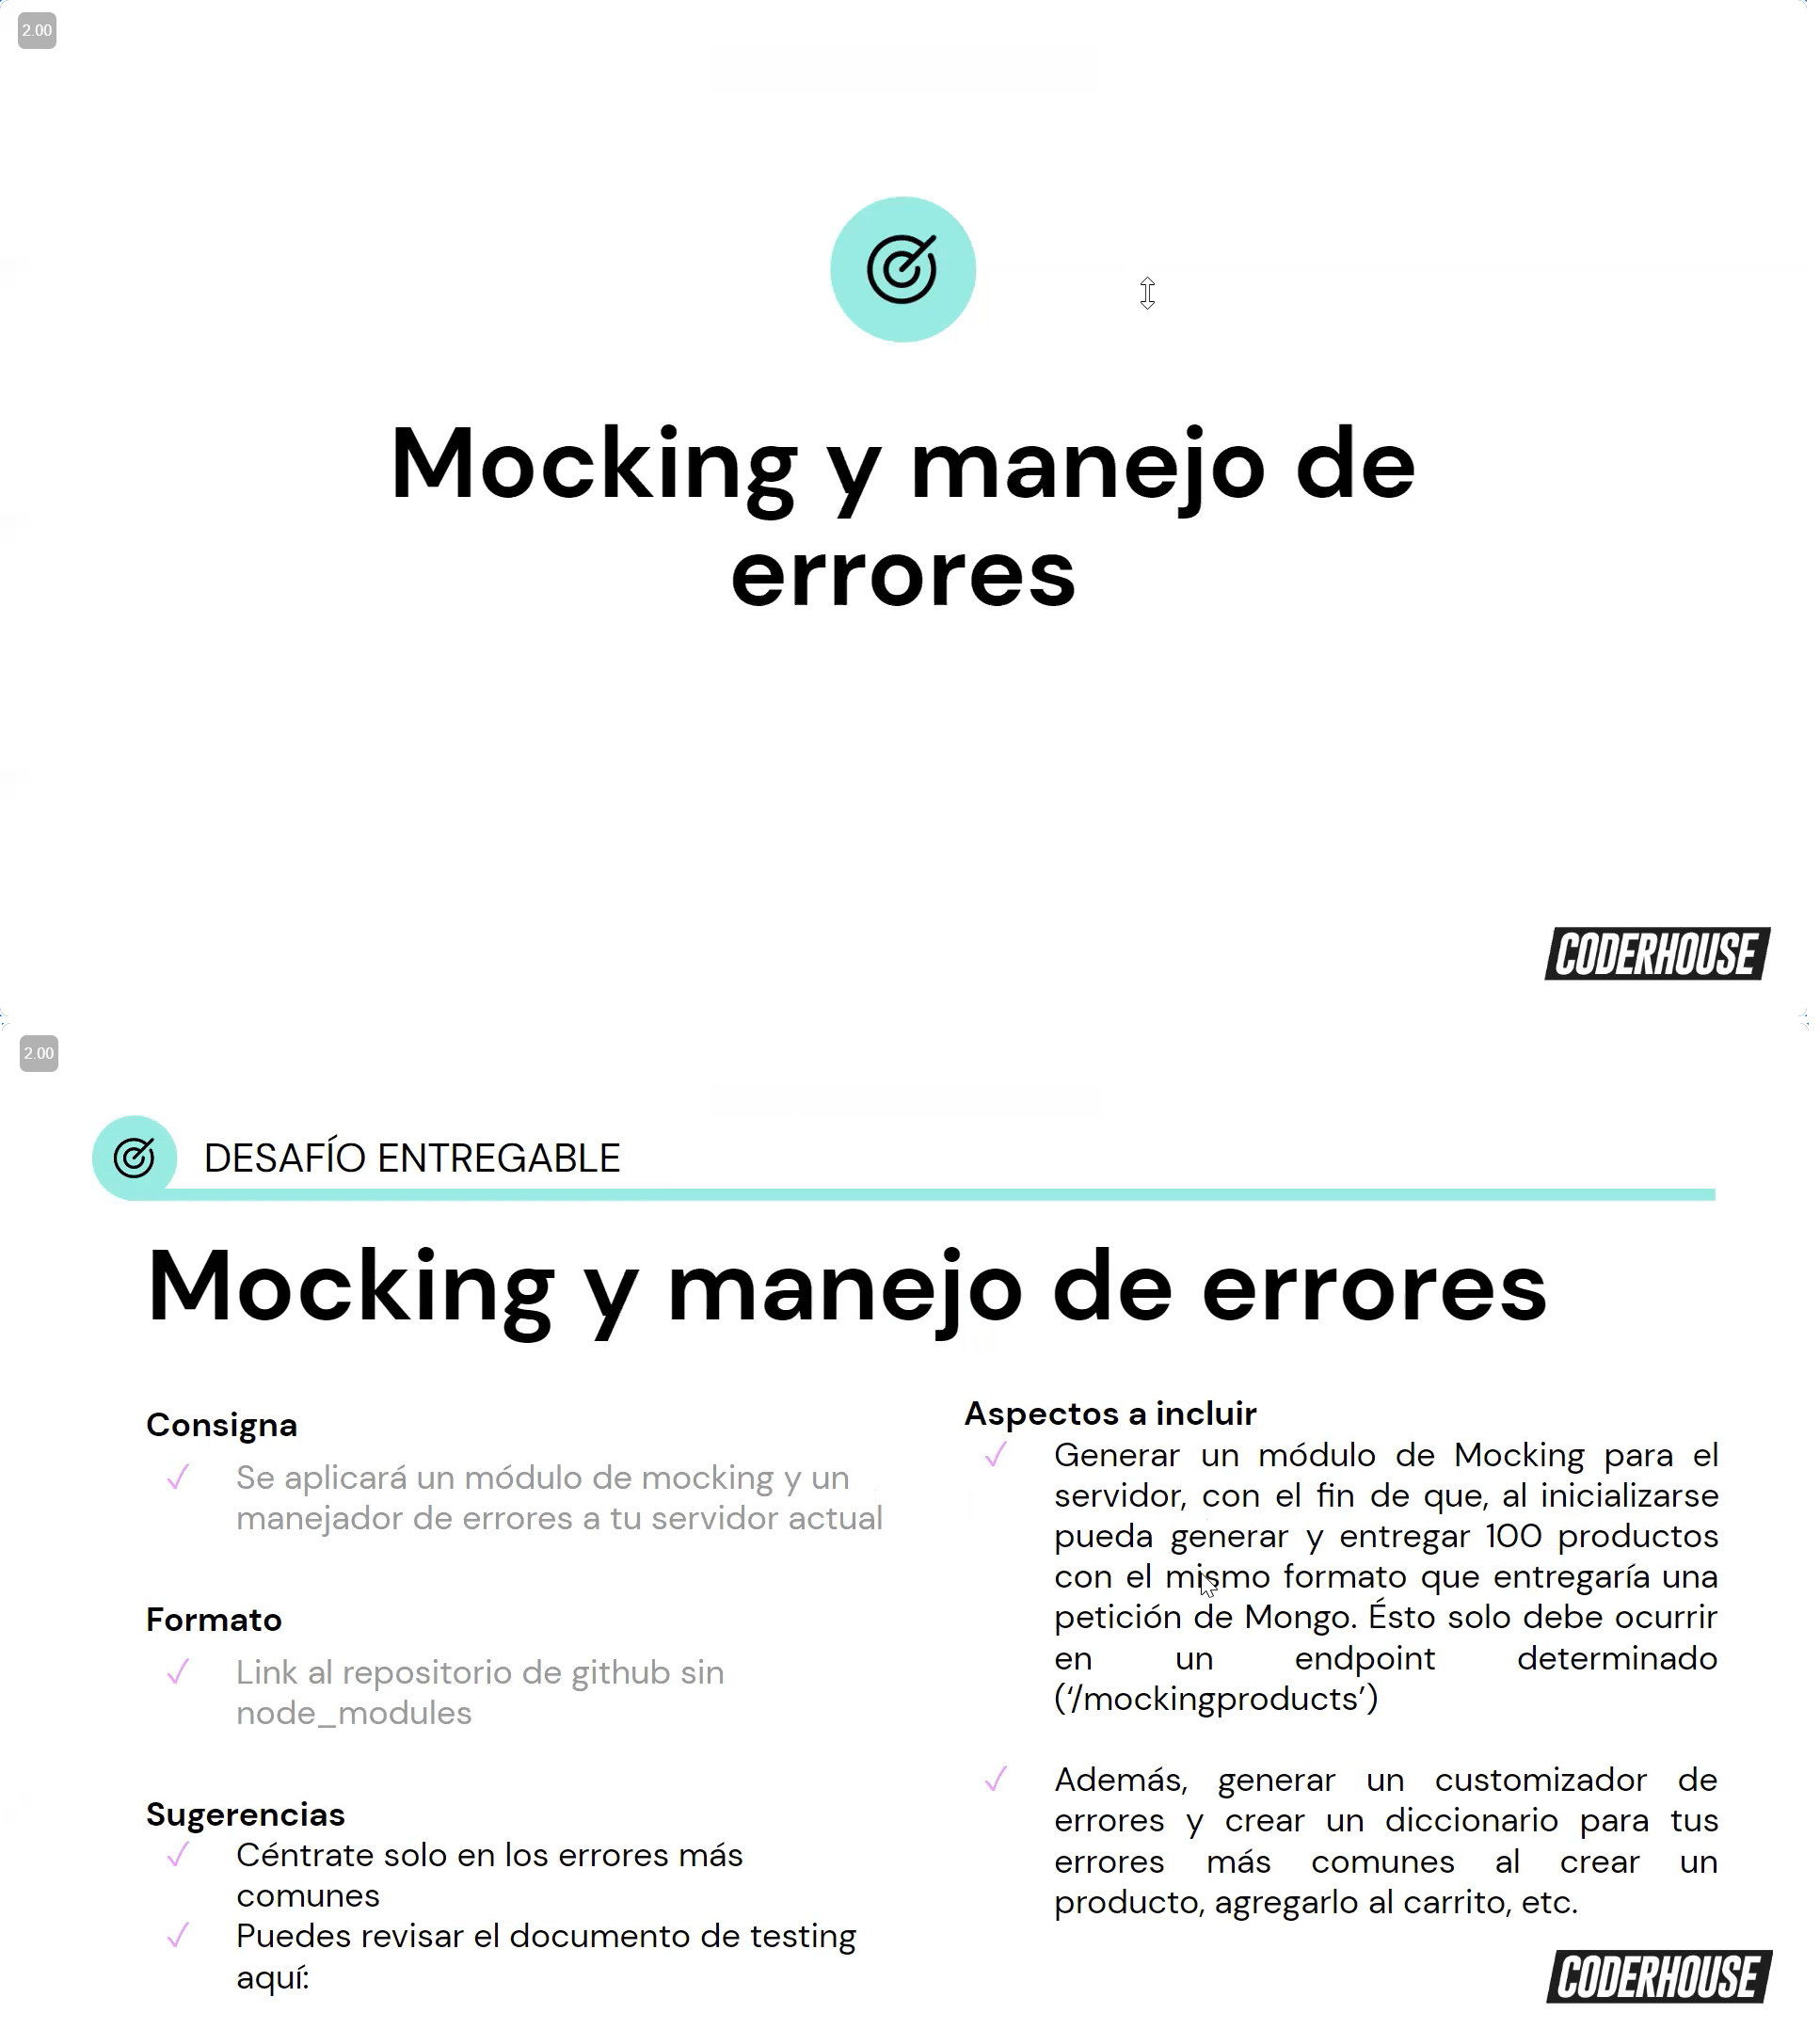 2.00
Mocking y manejo de
errores
CODERHOUSE
2.00
DESAFÍO ENTREGABLE
Mocking y manejo de errores
Consigna
✓ Se aplicará un módulo de mocking y un
manejador de errores a tu servidor actual
Formato
✓ Link al repositorio de github sin
node_modules
Sugerencias
✓ Céntrate solo en los errores más
comunes
✓ Puedes revisar el documento de testing
aquí:
Aspectos a incluir
✓ Generar un módulo de Mocking para el
servidor, con el fin de que, al inicializarse
pueda generar y entregar 100 productos
con el mismo formato que entregaría una
petición de Mongo. Ésto solo debe ocurrir
en un endpoint determinado
(‘/mockingproducts’)
✓ Además, generar un customizador de
errores y crear un diccionario para tus
errores más comunes al crear un
producto, agregarlo al carrito, etc.
CODERHOUSE